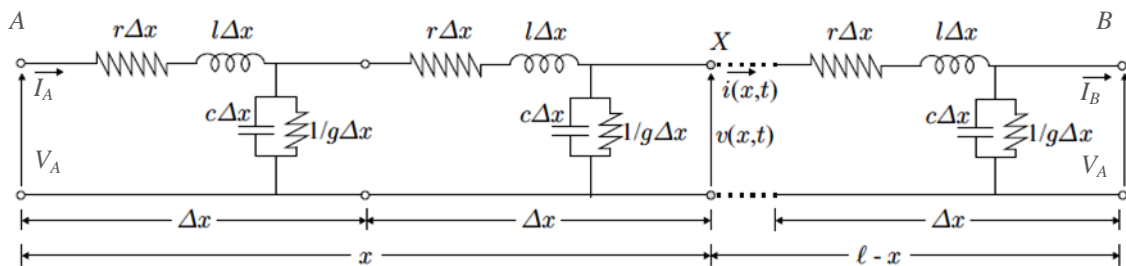 A
rΔx
lΔx
rΔx
lΔx
X
rΔx
lΔx
B
I_A
i(x,t)
I_B
cΔx
1/gΔx
cΔx
1/gΔx
v(x,t)
cΔx
1/gΔx
V_A
V_A
Δx
Δx
Δx
x
ℓ - x